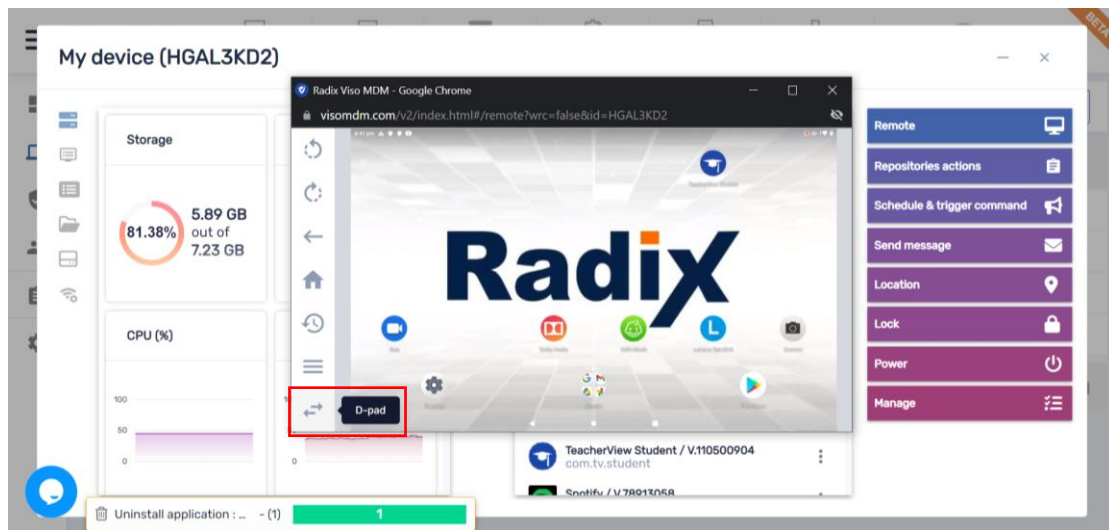 BETA
My device (HGAL3KD2)
Radix Viso MDM - Google Chrome
visomdm.com/v2/index.html#/remote?wrc=false&id=HGAL3KD2
Storage
81.38%
5.89 GB
out of
7.23 GB
CPU (%)
100
50
0
0
Radix
D-pad
TeacherView Student / V.110500904
com.tv.student
Spotify / V.78913058
Remote
Repositories actions
Schedule & trigger command
Send message
Location
Lock
Power
Manage
Uninstall application : ... - (1)
1